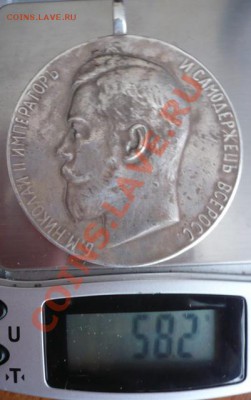 COINS.LAVE.RU
Б.М.НИКОЛАЙ II ИМПЕРАТОРЪ
И САМОДЕРЖЕЦЪ ВСЕРОСС.
COINS.LAVE.RU
U
582
→T←